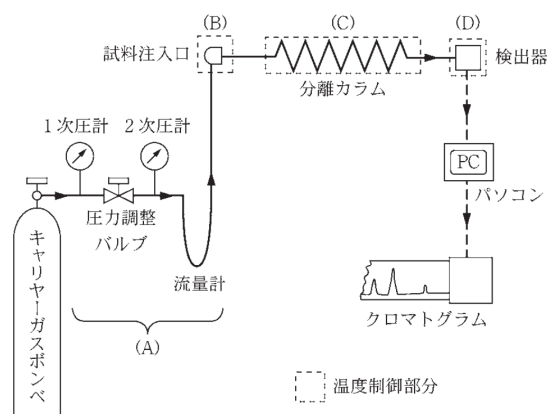 (B)
(C)
(D)
試料注入口
検出器
分離カラム
1次圧計
2次圧計
PC
パソコン
圧力調整
バルブ
キャリヤーガスボンベ
流量計
クロマトグラム
(A)
温度制御部分